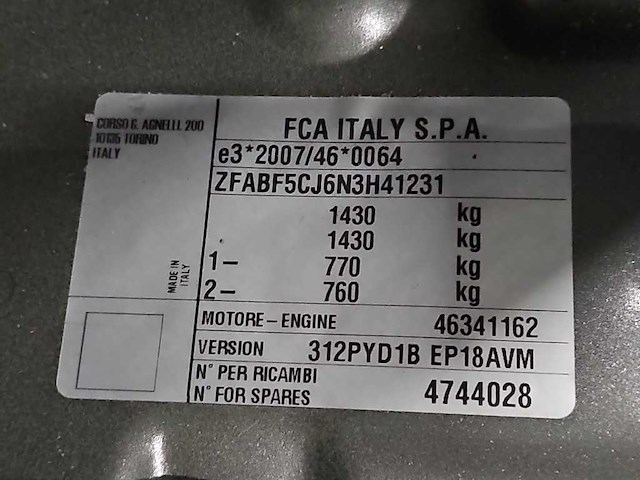 CORSO G. AGNELLI, 200
10135 TORINO
ITALY
FCA ITALY S.P.A.
e3*2007/46*0064
ZFABF5CJ6N3H41231
1430 kg
1430 kg
1– 770 kg
2– 760 kg
MADE IN
ITALY
MOTORE – ENGINE 46341162
VERSION 312PYD1B EP18AVM
N° PER RICAMBI
N° FOR SPARES 4744028